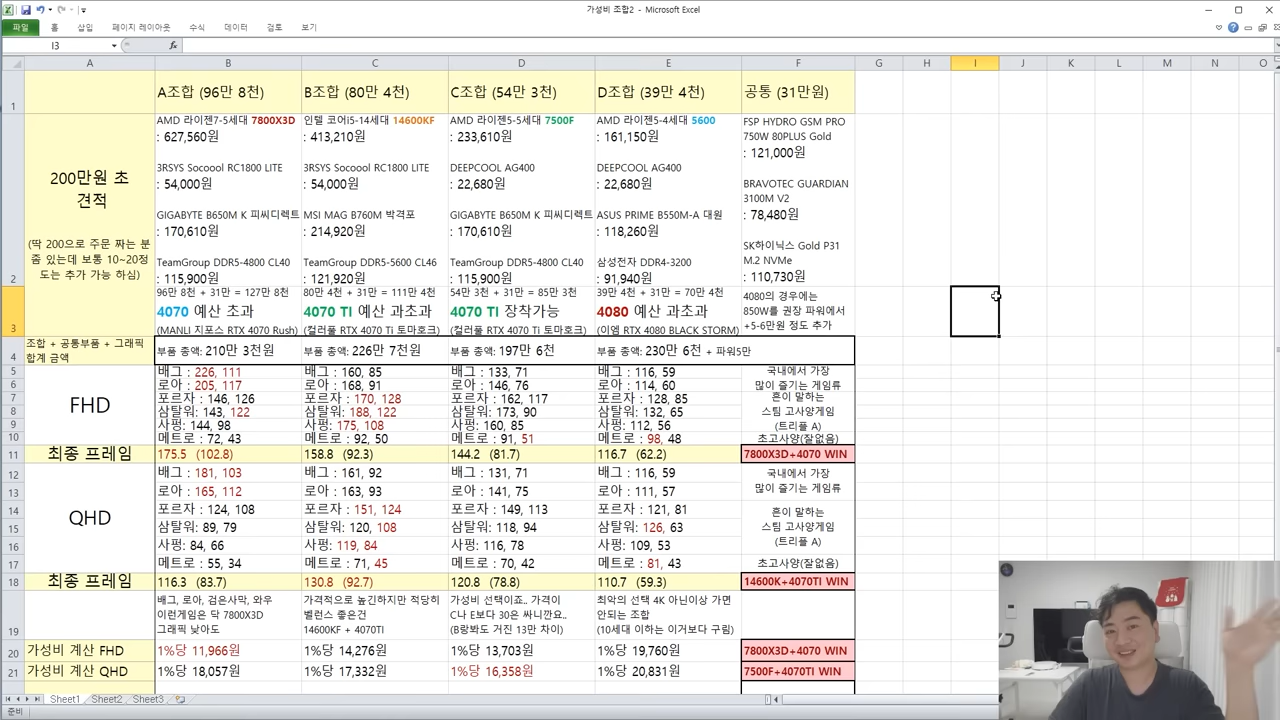 가성비 조합2 - Microsoft Excel
파일 홈 삽입 페이지 레이아웃 수식 데이터 검토 보기
I3 fx
A B C D E F G H I J K L M N O
1 A조합 (96만 8천) B조합 (80만 4천) C조합 (54만 3천) D조합 (39만 4천) 공통 (31만원)
2
200만원 초
견적
(딱 200으로 주문 짜는 분
줌 있는데 보통 10~20정
도는 추가 가능 하심)
AMD 라이젠7-5세대 7800X3D
: 627,560원
3RSYS Socoool RC1800 LITE
: 54,000원
GIGABYTE B650M K 피씨디렉트
: 170,610원
TeamGroup DDR5-4800 CL40
: 115,900원
인텔 코어i5-14세대 14600KF
: 413,210원
3RSYS Socoool RC1800 LITE
: 54,000원
MSI MAG B760M 박격포
: 214,920원
TeamGroup DDR5-5600 CL46
: 121,920원
AMD 라이젠5-5세대 7500F
: 233,610원
DEEPCOOL AG400
: 22,680원
GIGABYTE B650M K 피씨디렉트
: 170,610원
TeamGroup DDR5-4800 CL40
: 115,900원
AMD 라이젠5-4세대 5600
: 161,150원
DEEPCOOL AG400
: 22,680원
ASUS PRIME B550M-A 대원
: 118,260원
삼성전자 DDR4-3200
: 91,940원
FSP HYDRO GSM PRO
750W 80PLUS Gold
: 121,000원
BRAVOTEC GUARDIAN
3100M V2
: 78,480원
SK하이닉스 Gold P31
M.2 NVMe
: 110,730원
3
96만 8천 + 31만 = 127만 8천
4070 예산 초과
(MANLI 지포스 RTX 4070 Rush)
80만 4천 + 31만 = 111만 4천
4070 TI 예산 과초과
(컬러풀 RTX 4070 Ti 토마호크)
54만 3천 + 31만 = 85만 3천
4070 TI 장착가능
(컬러풀 RTX 4070 Ti 토마호크)
39만 4천 + 31만 = 70만 4천
4080 예산 과초과
(이엠 RTX 4080 BLACK STORM)
4080의 경우에는
850W를 권장 파워에서
+5-6만원 정도 추가
4
조합 + 공통부품 + 그래픽
합계 금액
부품 종액: 210만 3천원 부품 종액: 226만 7천원 부품 종액: 197만 6천 부품 종액: 230만 6천 + 파워5만
FHD
5 배그 : 226, 111 배그 : 160, 85 배그 : 133, 71 배그 : 116, 59 국내에서 가장
6 로아 : 205, 117 로아 : 168, 91 로아 : 146, 76 로아 : 114, 60 많이 즐기는 게임류
7 포르자 : 146, 126 포르자 : 170, 128 포르자 : 162, 117 포르자 : 128, 85 흔이 말하는
8 삼탈워: 143, 122 삼탈워: 188, 122 삼탈워: 173, 90 삼탈워: 132, 65 스팀 고사양게임
9 사펑: 144, 98 사펑: 175, 108 사펑: 160, 85 사펑: 112, 56 (트리플 A)
10 메트로 : 72, 43 메트로 : 92, 50 메트로 : 91, 51 메트로 : 98, 48 초고사양(잘없음)
11 최종 프레임 175.5 (102.8) 158.8 (92.3) 144.2 (81.7) 116.7 (62.2) 7800X3D+4070 WIN
QHD
12 배그 : 181, 103 배그 : 161, 92 배그 : 131, 71 배그 : 116, 59 국내에서 가장
13 로아 : 165, 112 로아 : 163, 93 로아 : 141, 75 로아 : 111, 57 많이 즐기는 게임류
14 포르자 : 124, 108 포르자 : 151, 124 포르자 : 149, 113 포르자 : 121, 81 흔이 말하는
15 삼탈워: 89, 79 삼탈워: 120, 108 삼탈워: 118, 94 삼탈워: 126, 63 스팀 고사양게임
16 사펑: 84, 66 사펑: 119, 84 사펑: 116, 78 사펑: 109, 53 (트리플 A)
17 메트로 : 55, 34 메트로 : 71, 45 메트로 : 70, 42 메트로 : 81, 43 초고사양(잘없음)
18 최종 프레임 116.3 (83.7) 130.8 (92.7) 120.8 (78.8) 110.7 (59.3) 14600K+4070TI WIN
19
배그, 로아, 검은사막, 와우
이런게임은 닥 7800X3D
그래픽 낮아도
가격적으로 높긴하지만 적당히
밸런스 좋은건
14600KF + 4070TI
가성비 선택이죠.. 가격이
C나 E보다 30은 싸니깐요..
(B랑봐도 거진 13만 차이)
최악의 선택 4K 아닌이상 가면
안되는 조합
(10세대 이하는 이거보다 구림)
20 가성비 계산 FHD 1%당 11,966원 1%당 14,276원 1%당 13,703원 1%당 19,760원 7800X3D+4070 WIN
21 가성비 계산 QHD 1%당 18,057원 1%당 17,332원 1%당 16,358원 1%당 20,831원 7500F+4070TI WIN
Sheet1 Sheet2 Sheet3
준비